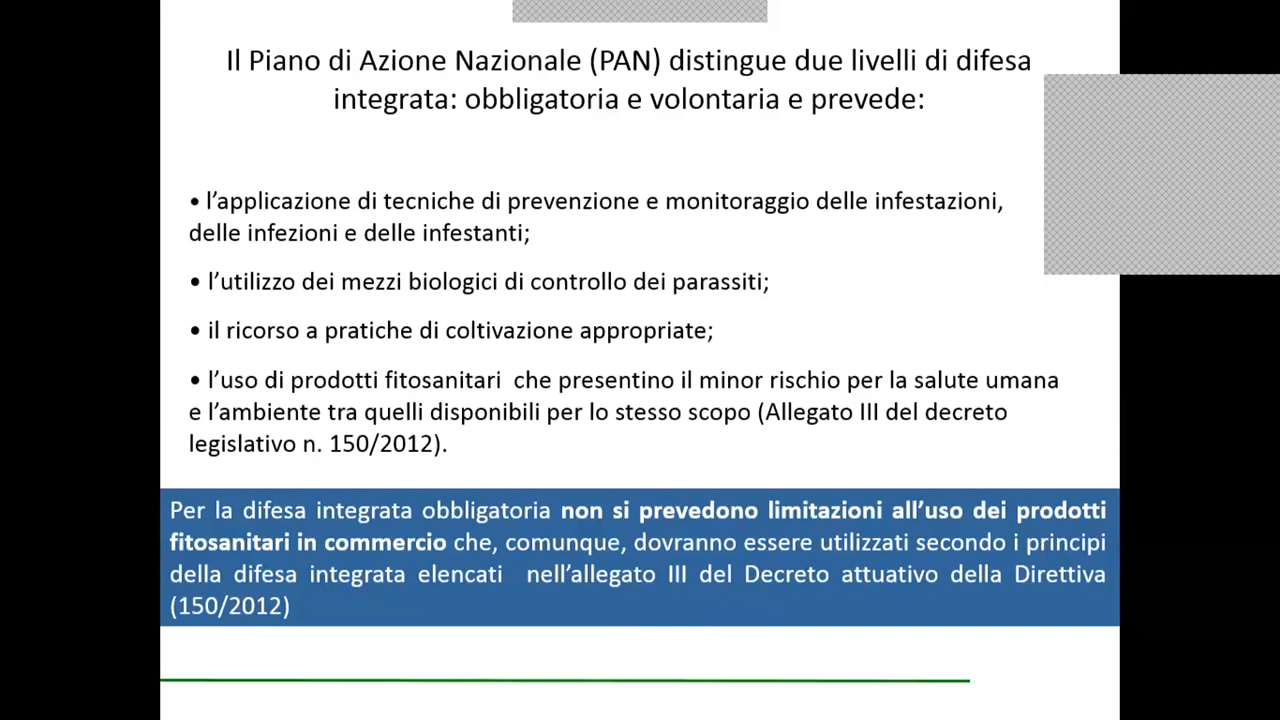 Il Piano di Azione Nazionale (PAN) distingue due livelli di difesa
integrata: obbligatoria e volontaria e prevede:
• l’applicazione di tecniche di prevenzione e monitoraggio delle infestazioni,
delle infezioni e delle infestanti;
• l’utilizzo dei mezzi biologici di controllo dei parassiti;
• il ricorso a pratiche di coltivazione appropriate;
• l’uso di prodotti fitosanitari  che presentino il minor rischio per la salute umana
e l’ambiente tra quelli disponibili per lo stesso scopo (Allegato III del decreto
legislativo n. 150/2012).
Per la difesa integrata obbligatoria non si prevedono limitazioni all’uso dei prodotti
fitosanitari in commercio che, comunque, dovranno essere utilizzati secondo i principi
della difesa integrata elencati  nell’allegato III del Decreto attuativo della Direttiva
(150/2012)